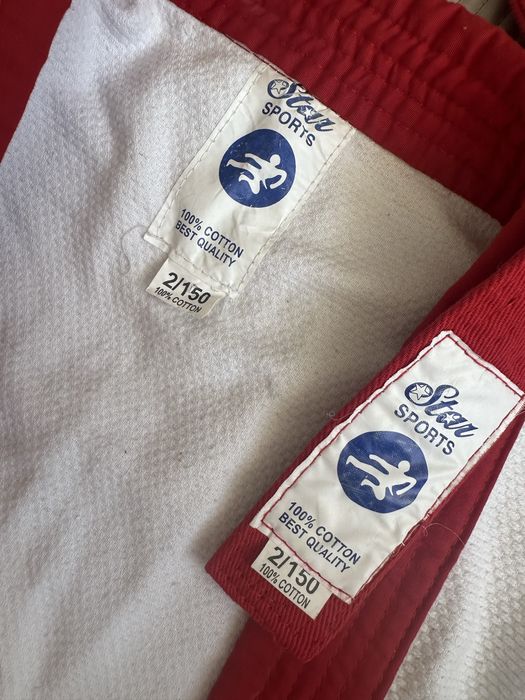 Star
SPORTS
100% COTTON
BEST QUALITY
2/150
100% COTTON
Star
SPORTS
100% COTTON
BEST QUALITY
2/150
100% COTTON